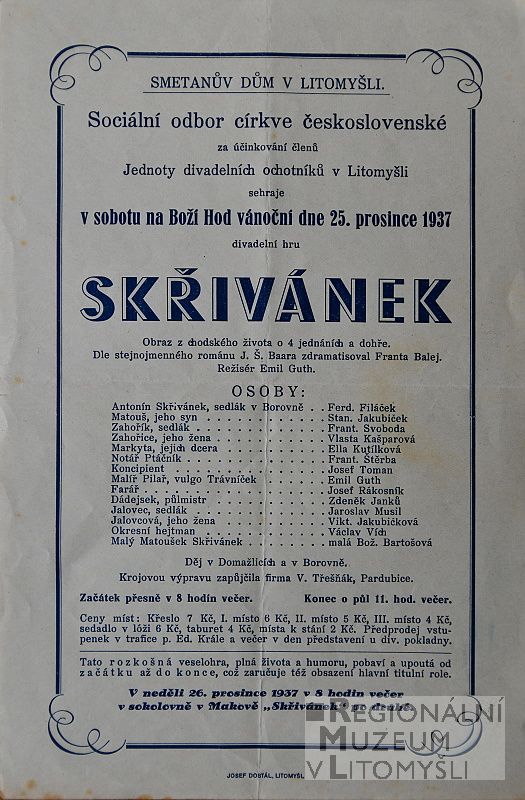 SMETANŮV DŮM V LITOMYŠLI.
Sociální odbor církve československé
za účinkování členů
Jednoty divadelních ochotníků v Litomyšli
sehraje
v sobotu na Boží Hod vánoční dne 25. prosince 1937
divadelní hru
SKŘIVÁNEK
Obraz z chodského života o 4 jednáních a dohře.
Dle stejnojmenného románu J. Š. Baara zdramatisoval Franta Balej.
Režisér Emil Guth.
OSOBY:
Antonín Skřivánek, sedlák v Borovně . . Ferd. Filáček
Matouš, jeho syn . . . . . . . . . . . . Stan. Jakubíček
Zahořík, sedlák . . . . . . . . . . . . Frant. Svoboda
Zahořice, jeho žena . . . . . . . . . . Vlasta Kašparová
Markyta, jejich dcera . . . . . . . . . Ella Kutílková
Notář Ptáčník . . . . . . . . . . . . . Frant. Štěrba
Koncipient . . . . . . . . . . . . . . Josef Toman
Malíř Pilař, vulgo Trávníček . . . . . . Emil Guth
Farář . . . . . . . . . . . . . . . . . Josef Rákosník
Dádejsek, půlmistr . . . . . . . . . . Zdeněk Janků
Jalovec, sedlák . . . . . . . . . . . . Jaroslav Musil
Jalovcová, jeho žena . . . . . . . . . . Vikt. Jakubíčková
Okresní hejtman . . . . . . . . . . . . Václav Vích
Malý Matoušek Skřivánek . . . . . . . . malá Bož. Bartošová
Děj v Domažlicích a v Borovně.
Krojovou výpravu zapůjčila firma V. Třešňák, Pardubice.
Začátek přesně v 8 hodin večer. Konec o půl 11. hod. večer.
Ceny míst: Křeslo 7 Kč, I. místo 6 Kč, II. místo 5 Kč, III. místo 4 Kč,
sedadlo v lóži 6 Kč, taburet 4 Kč, místa k stání 2 Kč. Předprodej vstu-
penek v trafice p. Ed. Krále a večer v den představení u div. pokladny.
Tato rozkošná veselohra, plná života a humoru, pobaví a upoutá od
začátku až do konce, což zaručuje též obsazení hlavní titulní role.
V neděli 26. prosince 1937 v 8 hodin večer
v sokolovně v Makově „Skřivánek" po druhé.
REGIONÁLNÍ
MUZEUM
V LITOMYŠLI
JOSEF DOSTÁL, LITOMYŠL